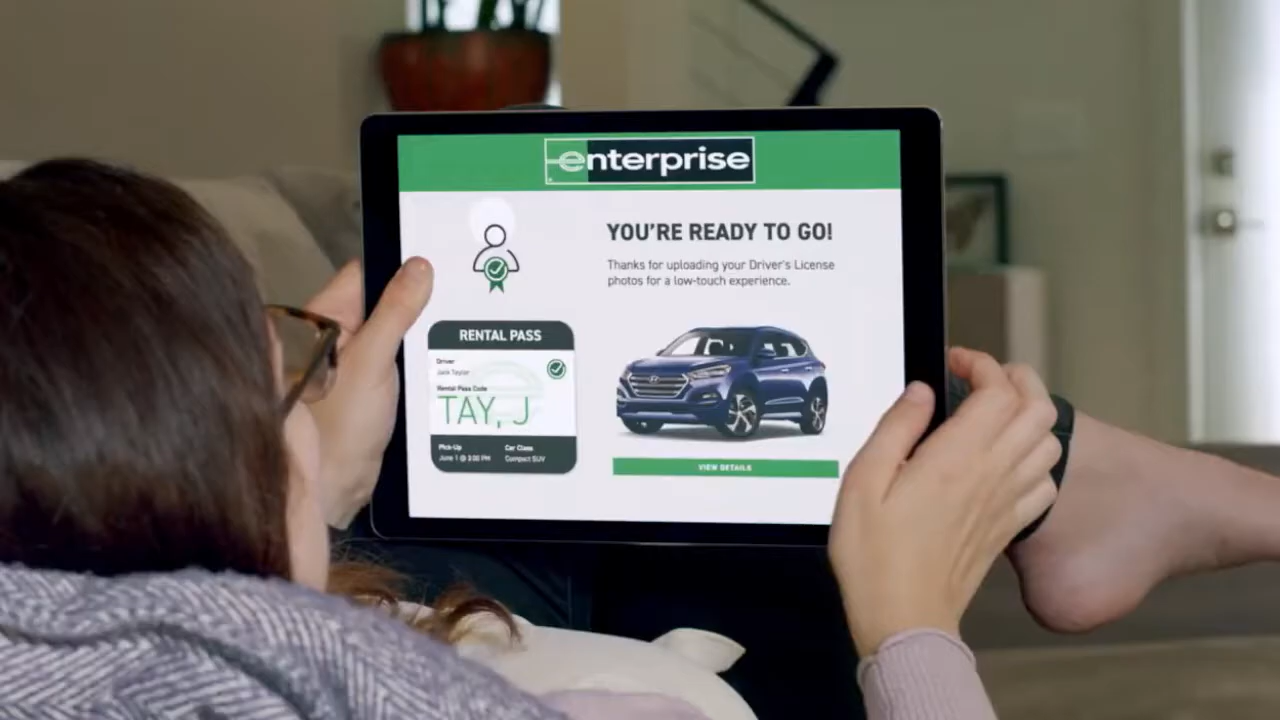 enterprise
YOU'RE READY TO GO!
Thanks for uploading your Driver's License
photos for a low-touch experience.
RENTAL PASS
Driver
Jack Taylor
Rental Pass Code
TAY, J
Pick-Up
Car Class
June 1 @ 3:00 PM
Compact SUV
VIEW DETAILS